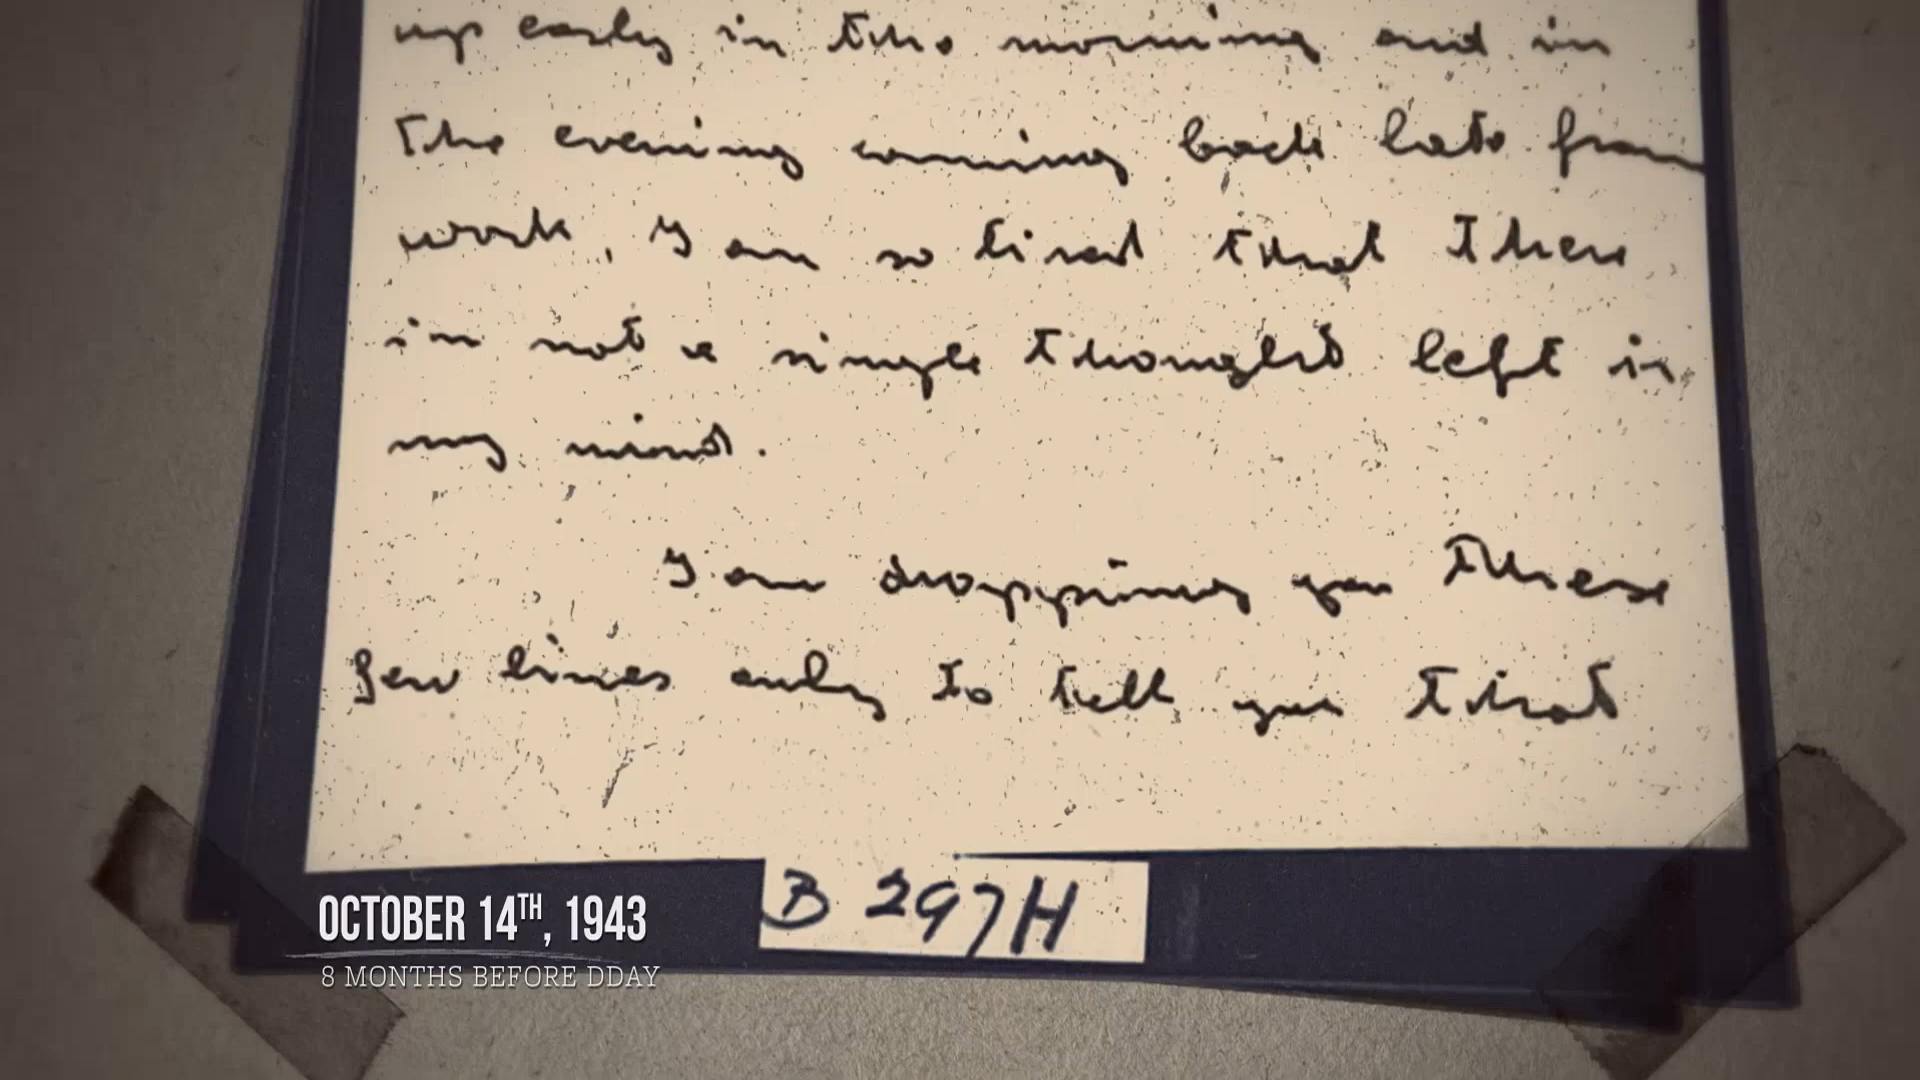 up early in the morning and in
the evening coming back late from
work, I am so tired that there
is not a single thought left in
my mind.
I am dropping you these
few lines only to tell you that
B 297H
OCTOBER 14TH, 1943
8 MONTHS BEFORE DDAY